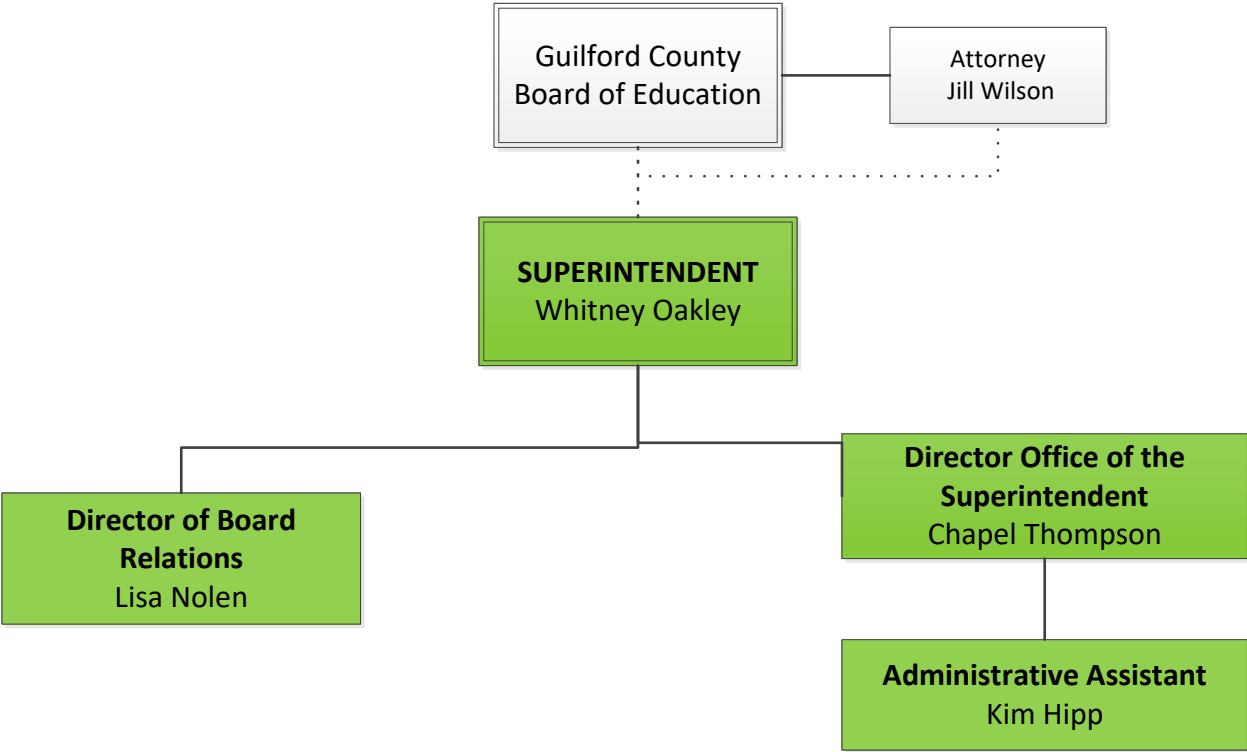 Guilford County
Board of Education
Attorney
Jill Wilson
SUPERINTENDENT
Whitney Oakley
Director of Board
Relations
Lisa Nolen
Director Office of the
Superintendent
Chapel Thompson
Administrative Assistant
Kim Hipp